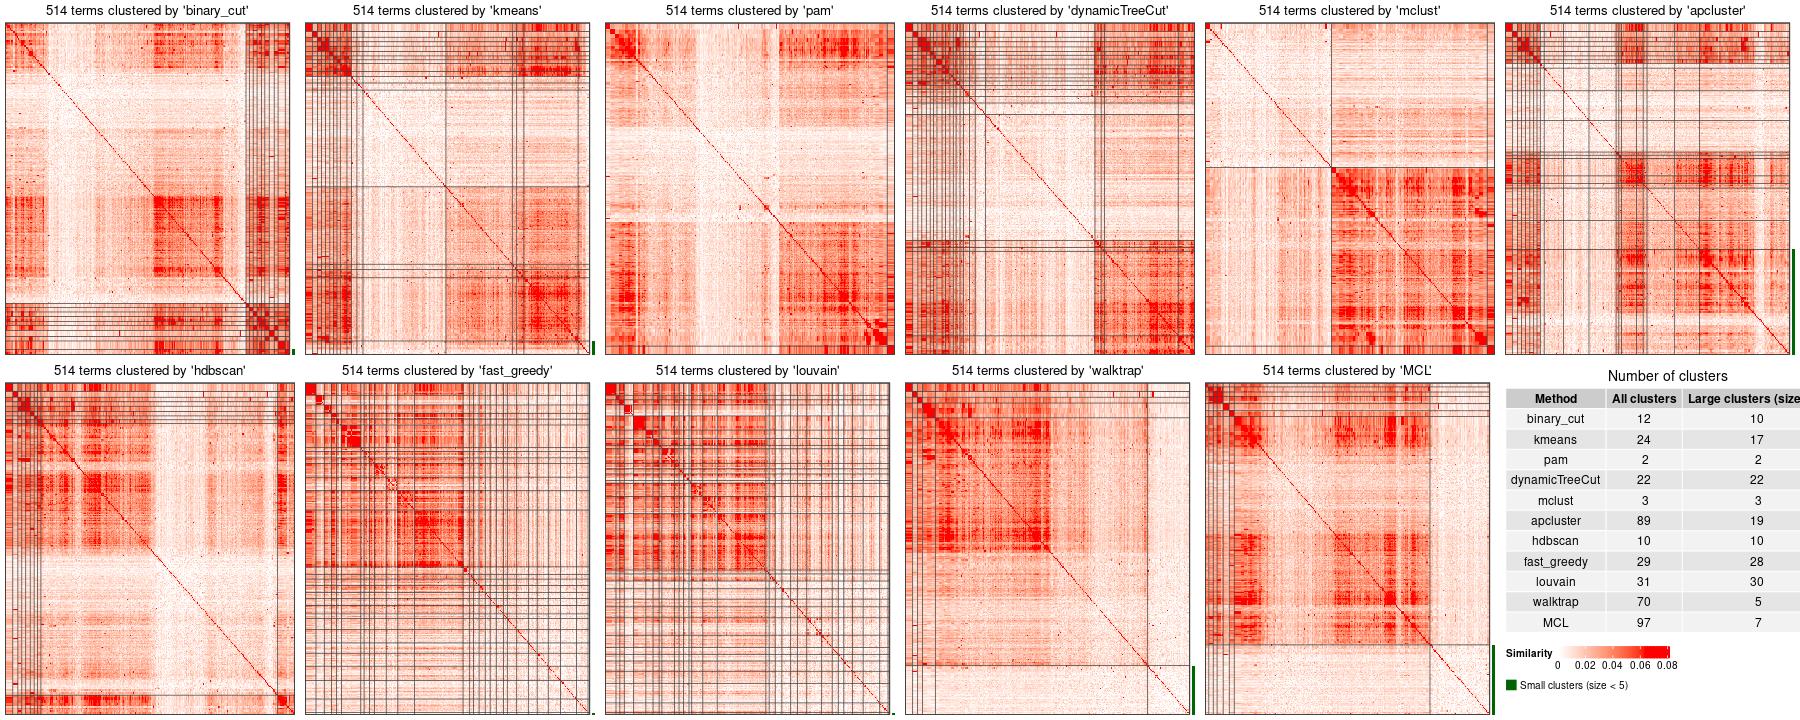 514 terms clustered by 'binary_cut'
514 terms clustered by 'kmeans'
514 terms clustered by 'pam'
514 terms clustered by 'dynamicTreeCut'
514 terms clustered by 'mclust'
514 terms clustered by 'apcluster'
514 terms clustered by 'hdbscan'
514 terms clustered by 'fast_greedy'
514 terms clustered by 'louvain'
514 terms clustered by 'walktrap'
514 terms clustered by 'MCL'
Number of clusters
Method All clusters Large clusters (size
binary_cut 12 10
kmeans 24 17
pam 2 2
dynamicTreeCut 22 22
mclust 3 3
apcluster 89 19
hdbscan 10 10
fast_greedy 29 28
louvain 31 30
walktrap 70 5
MCL 97 7
Similarity
0 0.02 0.04 0.06 0.08
Small clusters (size < 5)